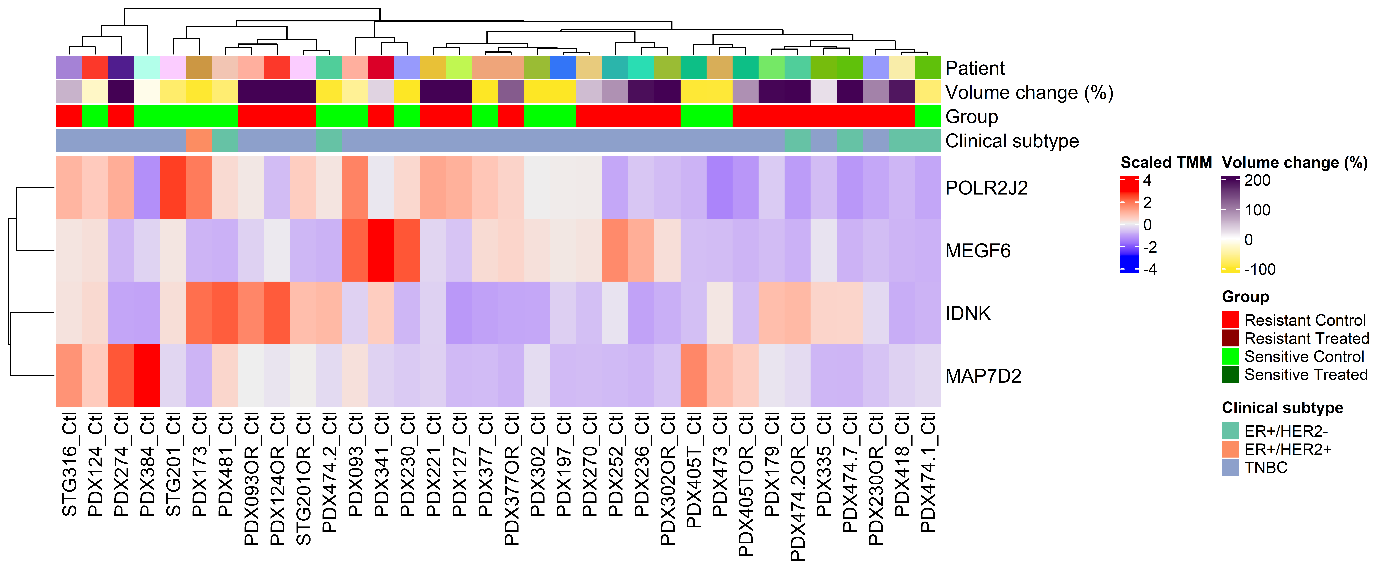 Patient
Volume change (%)
Group
Clinical subtype
POLR2J2
MEGF6
IDNK
MAP7D2
STG316_Ctl
PDX124_Ctl
PDX274_Ctl
PDX384_Ctl
STG201_Ctl
PDX173_Ctl
PDX481_Ctl
PDX093OR_Ctl
PDX124OR_Ctl
STG201OR_Ctl
PDX474.2_Ctl
PDX093_Ctl
PDX341_Ctl
PDX230_Ctl
PDX221_Ctl
PDX127_Ctl
PDX377_Ctl
PDX377OR_Ctl
PDX302_Ctl
PDX197_Ctl
PDX270_Ctl
PDX252_Ctl
PDX236_Ctl
PDX302OR_Ctl
PDX405T_Ctl
PDX473_Ctl
PDX405TOR_Ctl
PDX179_Ctl
PDX474.2OR_Ctl
PDX335_Ctl
PDX474.7_Ctl
PDX230OR_Ctl
PDX418_Ctl
PDX474.1_Ctl
Scaled TMM
4
2
0
-2
-4
Volume change (%)
200
100
0
-100
Group
Resistant Control
Resistant Treated
Sensitive Control
Sensitive Treated
Clinical subtype
ER+/HER2-
ER+/HER2+
TNBC